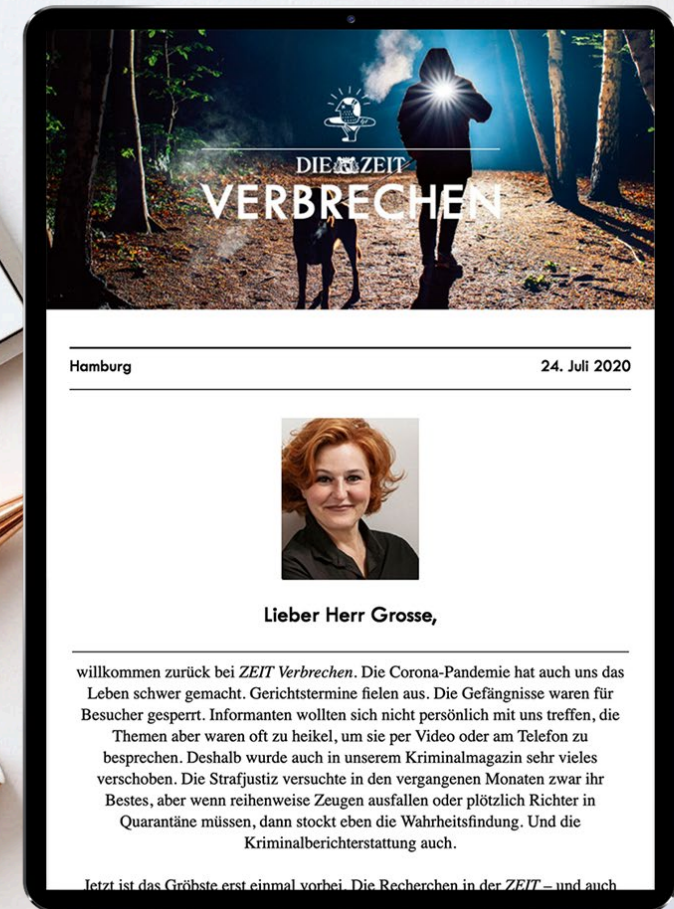 DIE ZEIT
VERBRECHEN
Hamburg
24. Juli 2020
Lieber Herr Grosse,
willkommen zurück bei ZEIT Verbrechen. Die Corona-Pandemie hat auch uns das
Leben schwer gemacht. Gerichtstermine fielen aus. Die Gefängnisse waren für
Besucher gesperrt. Informanten wollten sich nicht persönlich mit uns treffen, die
Themen aber waren oft zu heikel, um sie per Video oder am Telefon zu
besprechen. Deshalb wurde auch in unserem Kriminalmagazin sehr vieles
verschoben. Die Strafjustiz versuchte in den vergangenen Monaten zwar ihr
Bestes, aber wenn reihenweise Zeugen ausfallen oder plötzlich Richter in
Quarantäne müssen, dann stockt eben die Wahrheitsfindung. Und die
Kriminalberichterstattung auch.
Jetzt ist das Gröbste erst einmal vorbei. Die Recherchen in der ZEIT – und auch